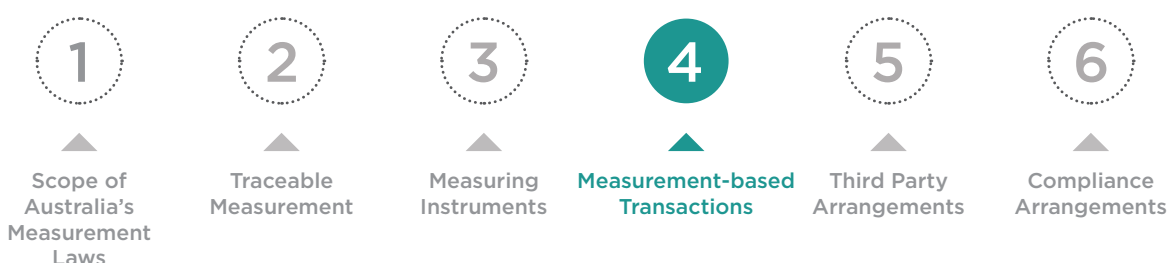 1 2 3 4 5 6
Scope of
Australia's
Measurement
Laws
Traceable
Measurement
Measuring
Instruments
Measurement-based
Transactions
Third Party
Arrangements
Compliance
Arrangements